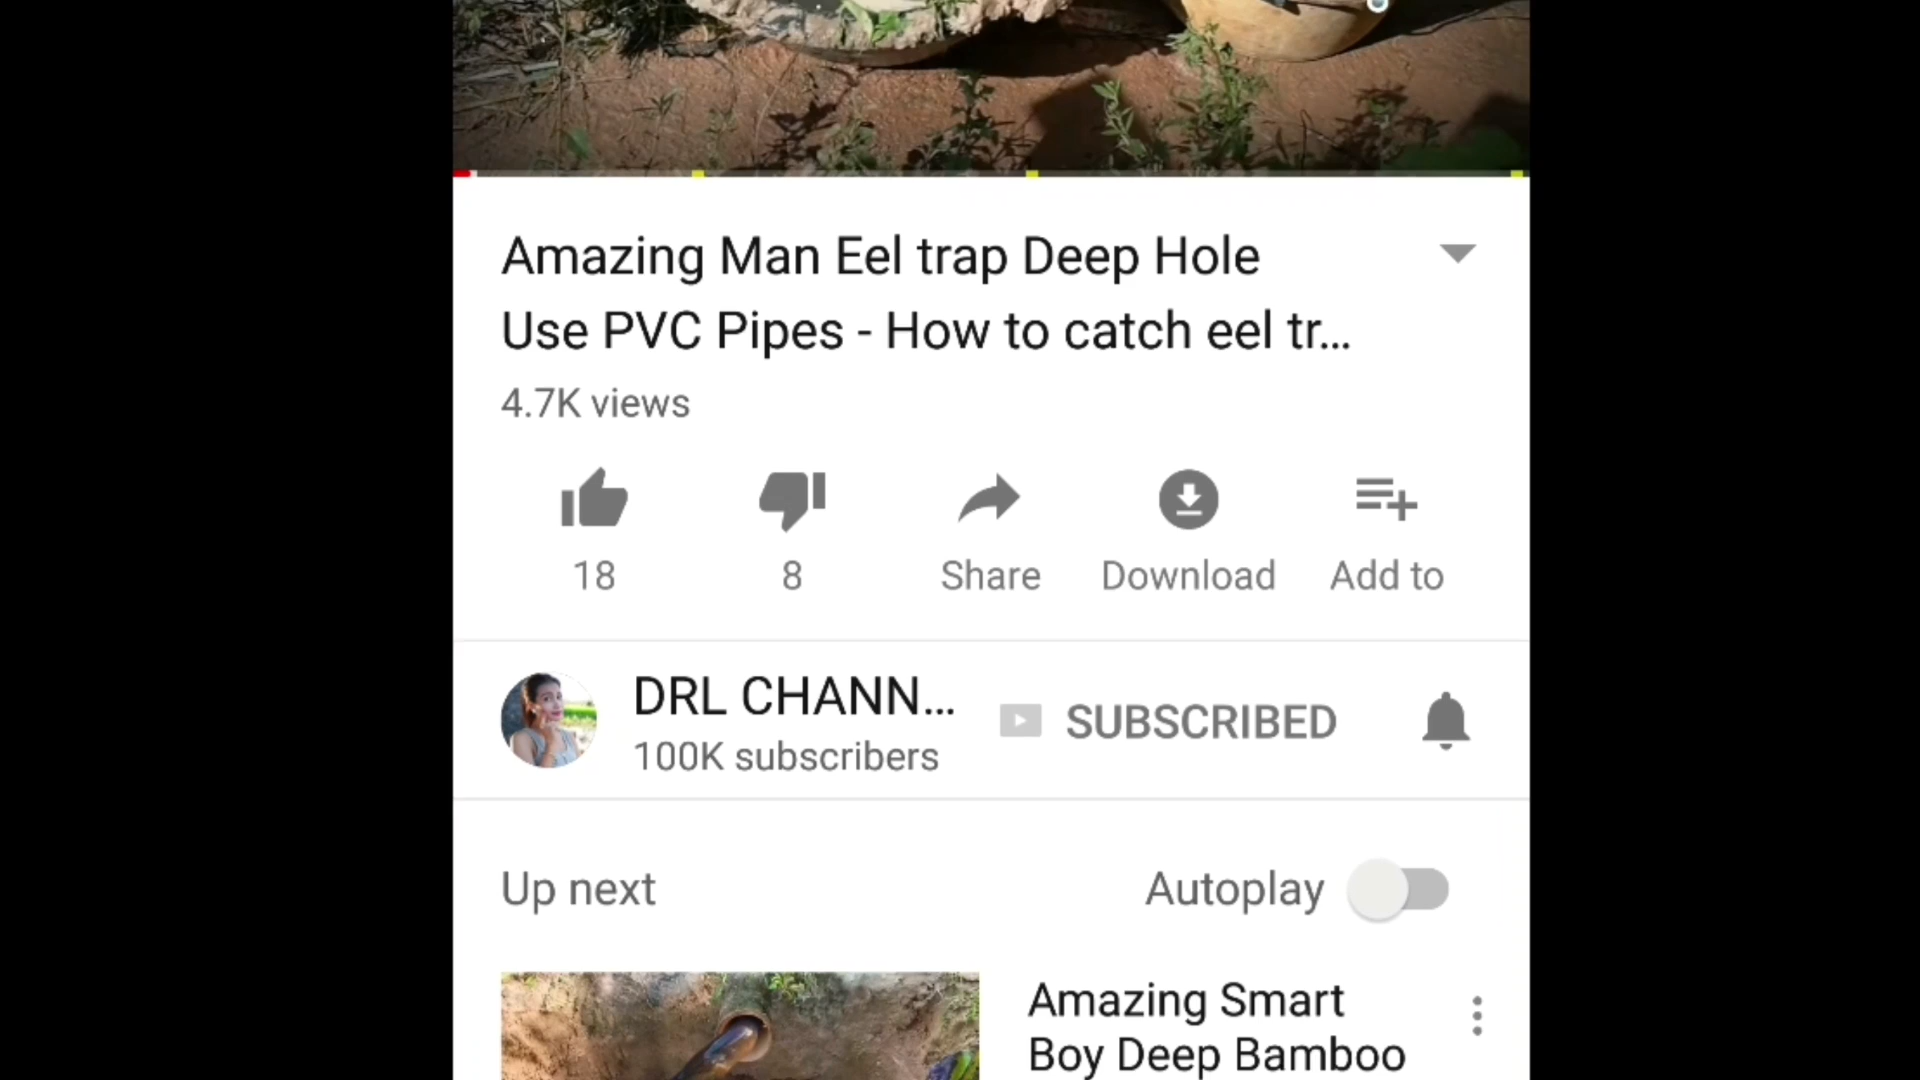 Amazing Man Eel trap Deep Hole
Use PVC Pipes - How to catch eel tr...
4.7K views
18
8
Share
Download
Add to
DRL CHANN...
100K subscribers
SUBSCRIBED
Up next
Autoplay
Amazing Smart
Boy Deep Bamboo